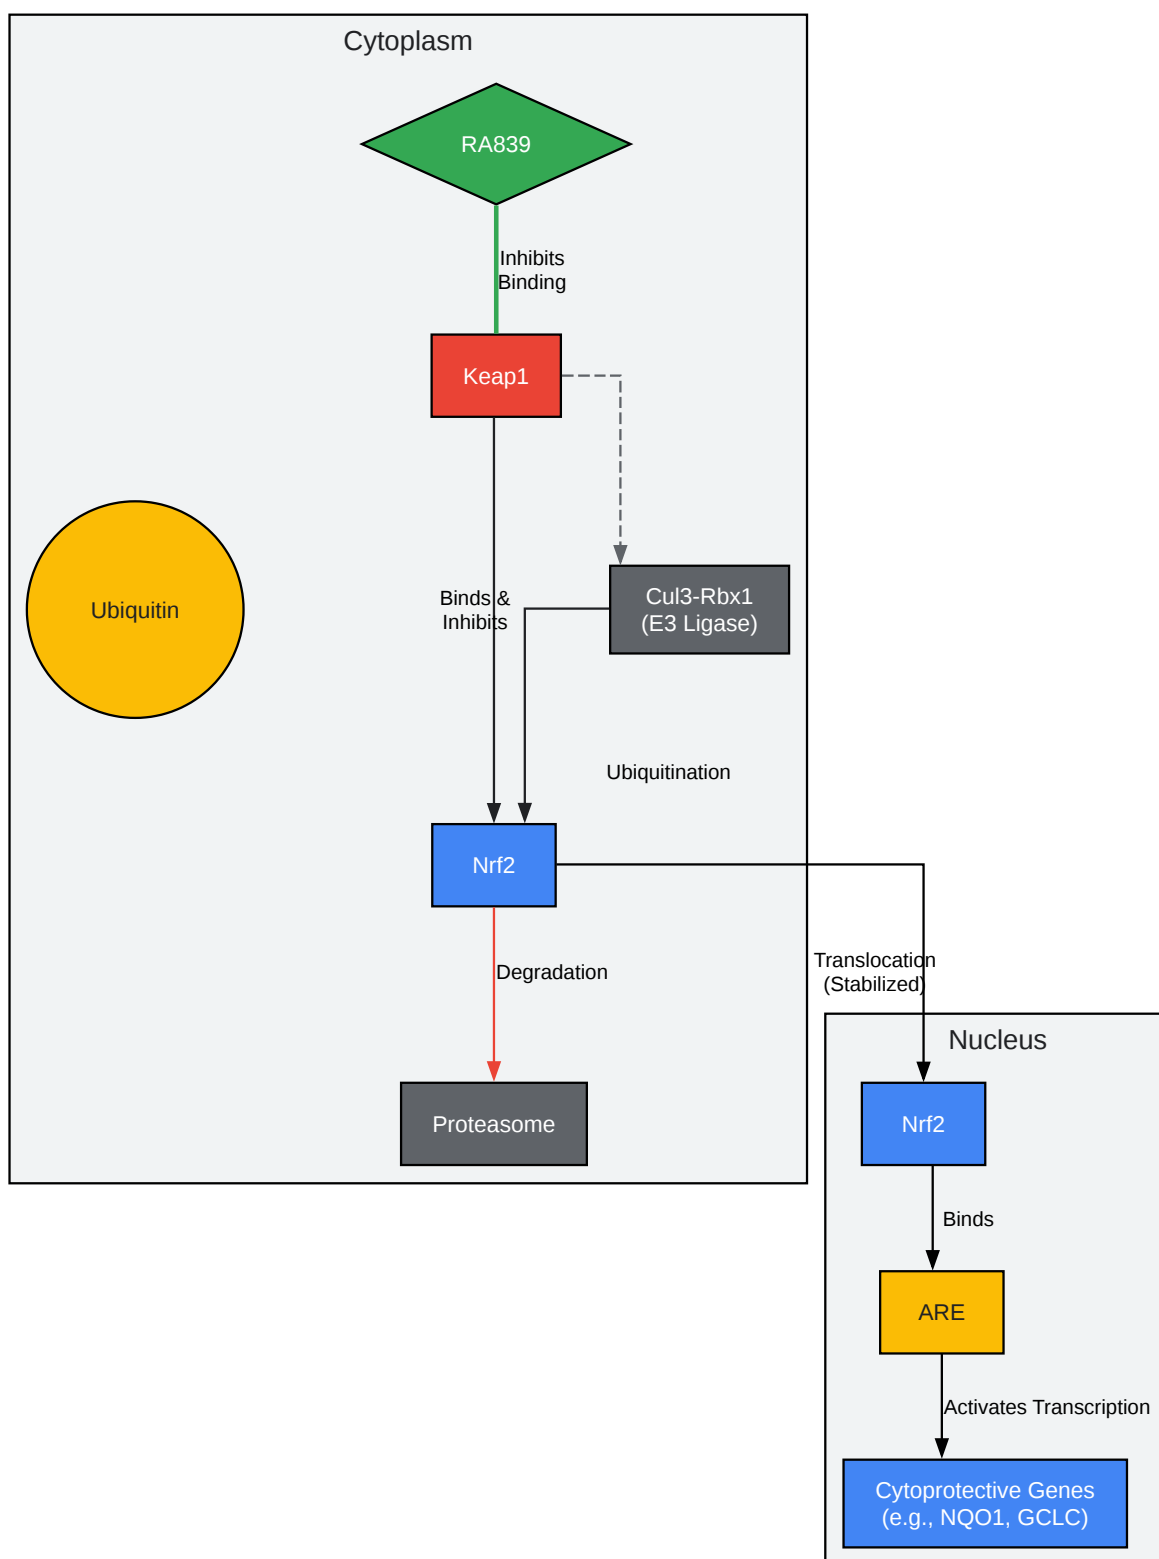 Cytoplasm
RA839
Inhibits
Binding
Keap1
Ubiquitin
Binds &
Inhibits
Cul3-Rbx1
(E3 Ligase)
Ubiquitination
Nrf2
Degradation
Translocation
(Stabilized)
Proteasome
Nucleus
Nrf2
Binds
ARE
Activates Transcription
Cytoprotective Genes
(e.g., NQO1, GCLC)